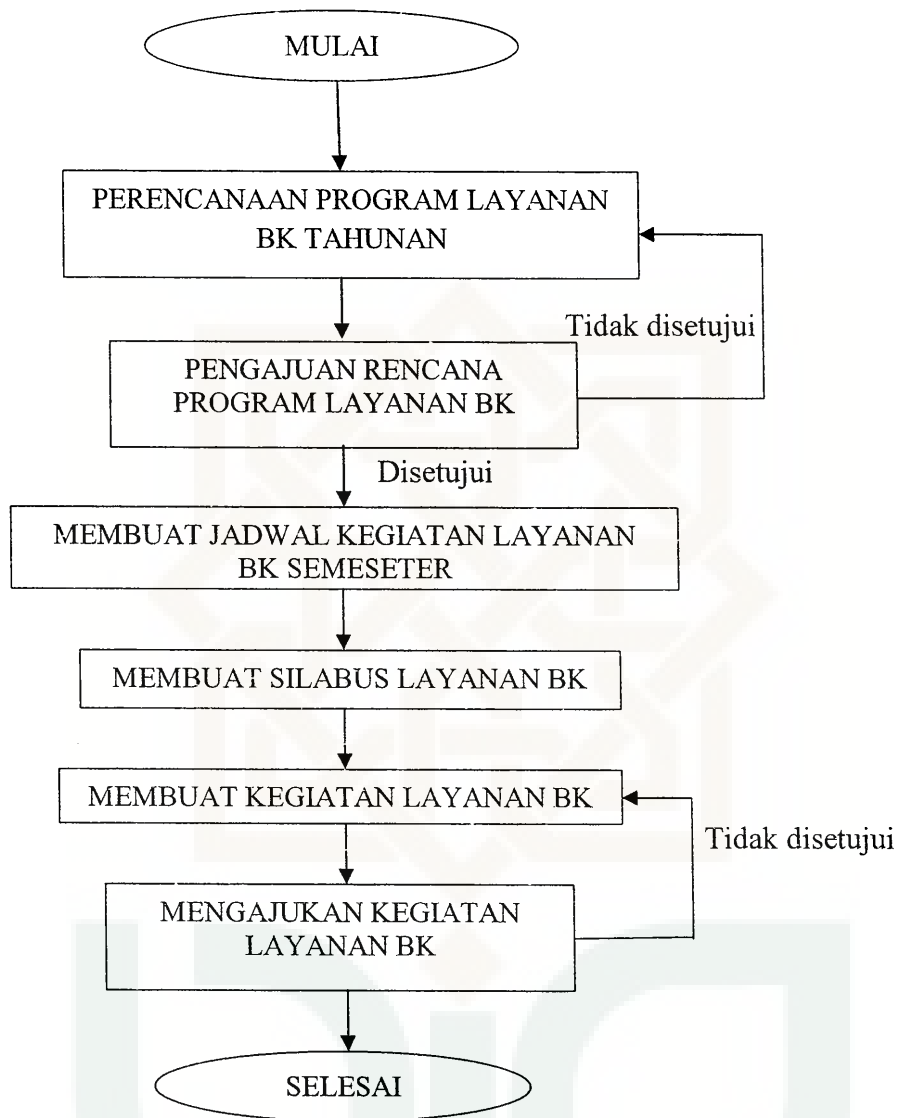 MULAI
PERENCANAAN PROGRAM LAYANAN
BK TAHUNAN
Tidak disetujui
PENGAJUAN RENCANA
PROGRAM LAYANAN BK
Disetujui
MEMBUAT JADWAL KEGIATAN LAYANAN
BK SEMESETER
MEMBUAT SILABUS LAYANAN BK
MEMBUAT KEGIATAN LAYANAN BK
Tidak disetujui
MENGAJUKAN KEGIATAN
LAYANAN BK
SELESAI